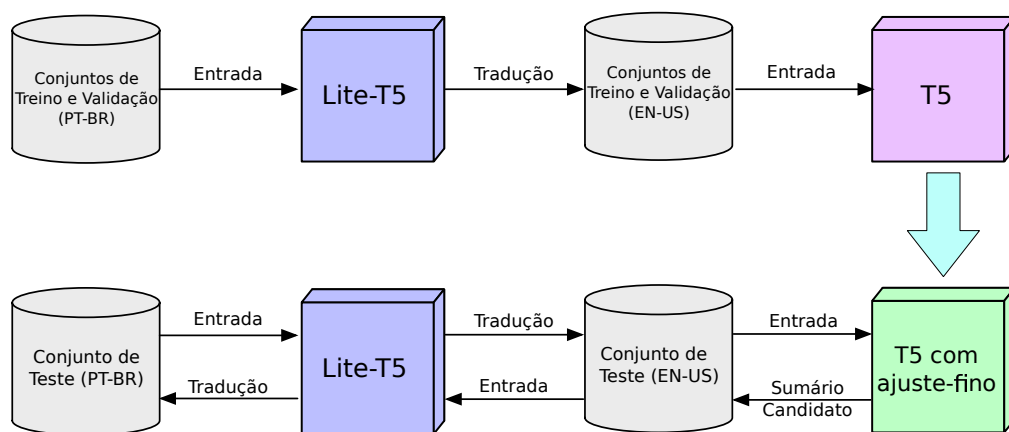 Conjuntos de
Treino e Validação
(PT-BR)
Entrada
Lite-T5
Tradução
Conjuntos de
Treino e Validação
(EN-US)
Entrada
T5
Conjunto de
Teste (PT-BR)
Entrada
Tradução
Lite-T5
Tradução
Entrada
Conjunto de
Teste (EN-US)
Entrada
Sumário
Candidato
T5 com
ajuste-fino